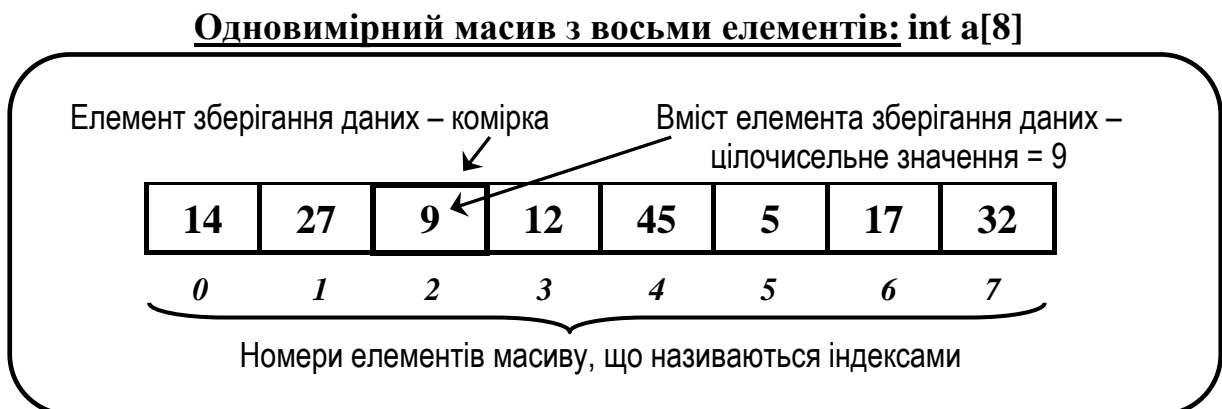 Одновимірний масив з восьми елементів: int a[8]
Елемент зберігання даних – комірка
Вміст елемента зберігання даних –
цілочисельне значення = 9
14 27 9 12 45 5 17 32
0 1 2 3 4 5 6 7
Номери елементів масиву, що називаються індексами